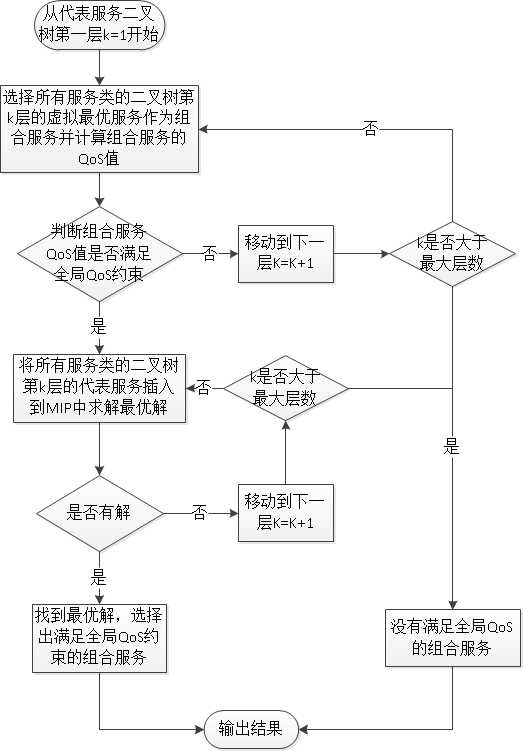 从代表服务二叉
树第一层k=1开始
选择所有服务类的二叉树第
k层的虚拟最优服务作为组
合服务并计算组合服务的
QoS值
否
判断组合服务
QoS值是否满足
全局QoS约束
否
移动到下一
层K=K+1
k是否大于
最大层数
是
将所有服务类的二叉树
第k层的代表服务插入
到MIP中求解最优解
否
k是否大于
最大层数
是
是否有解
否
移动到下一
层K=K+1
是
找到最优解，选择
出满足全局QoS约
束的组合服务
没有满足全局QoS
的组合服务
输出结果